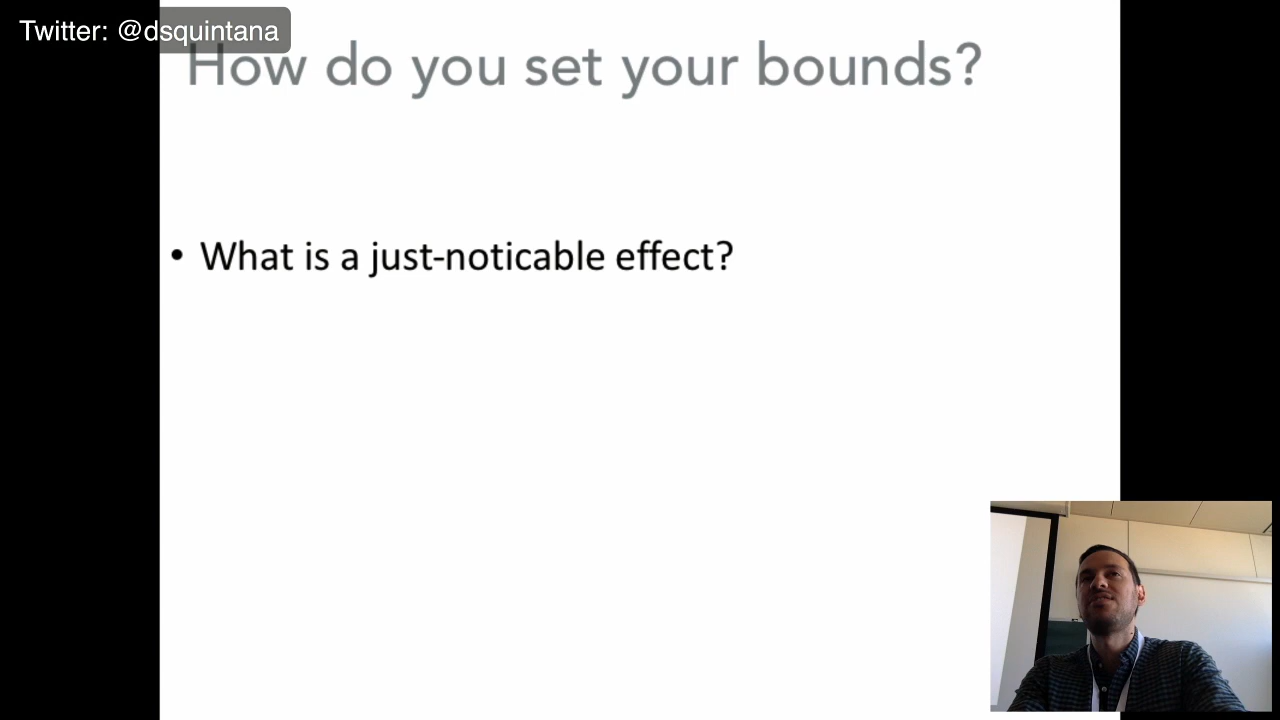 Twitter: @dsquintana
How do you set your bounds?
• What is a just-noticable effect?